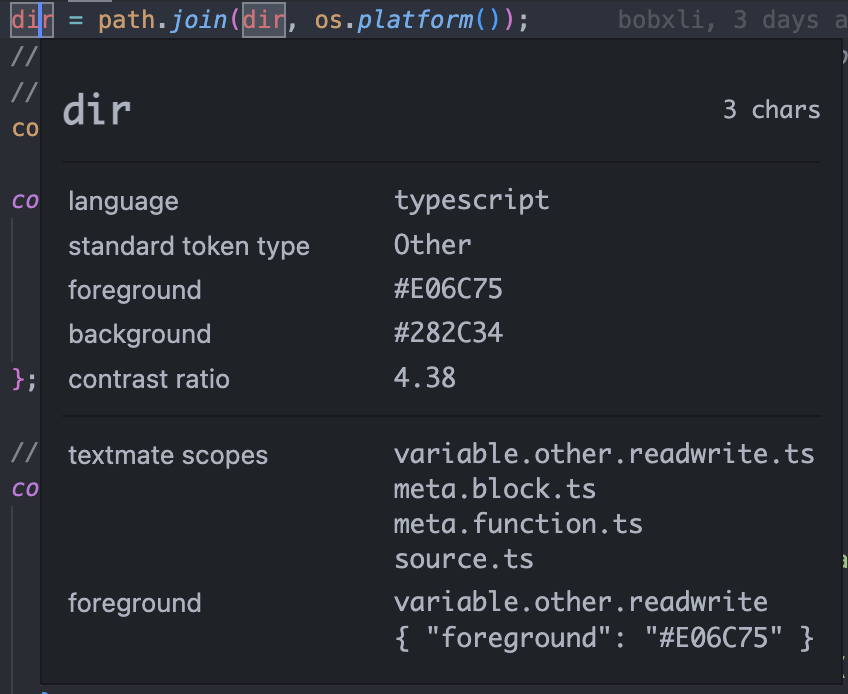 dir = path.join(dir, os.platform()); bobxli, 3 days a
//
//
dir 3 chars
co
language typescript
co
standard token type Other
foreground #E06C75
background #282C34
contrast ratio 4.38
};
// textmate scopes variable.other.readwrite.ts
co meta.block.ts
meta.function.ts
source.ts
foreground variable.other.readwrite
{ "foreground": "#E06C75" }